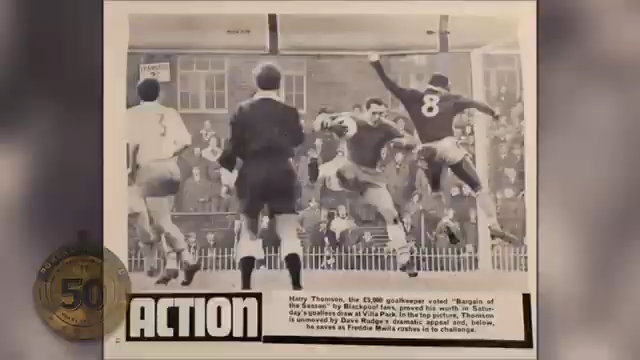 3
8
50
ACTION
Harry Thomson, the £5,000 goalkeeper voted "Bargain of
the Season" by Blackpool fans, proved his worth in Satur-
day's goalless draw at Villa Park. In the top picture, Thomson
is unmoved by Dave Rudge's dramatic appeal and, below,
he saves as Freddie Mwila rushes in to challenge.